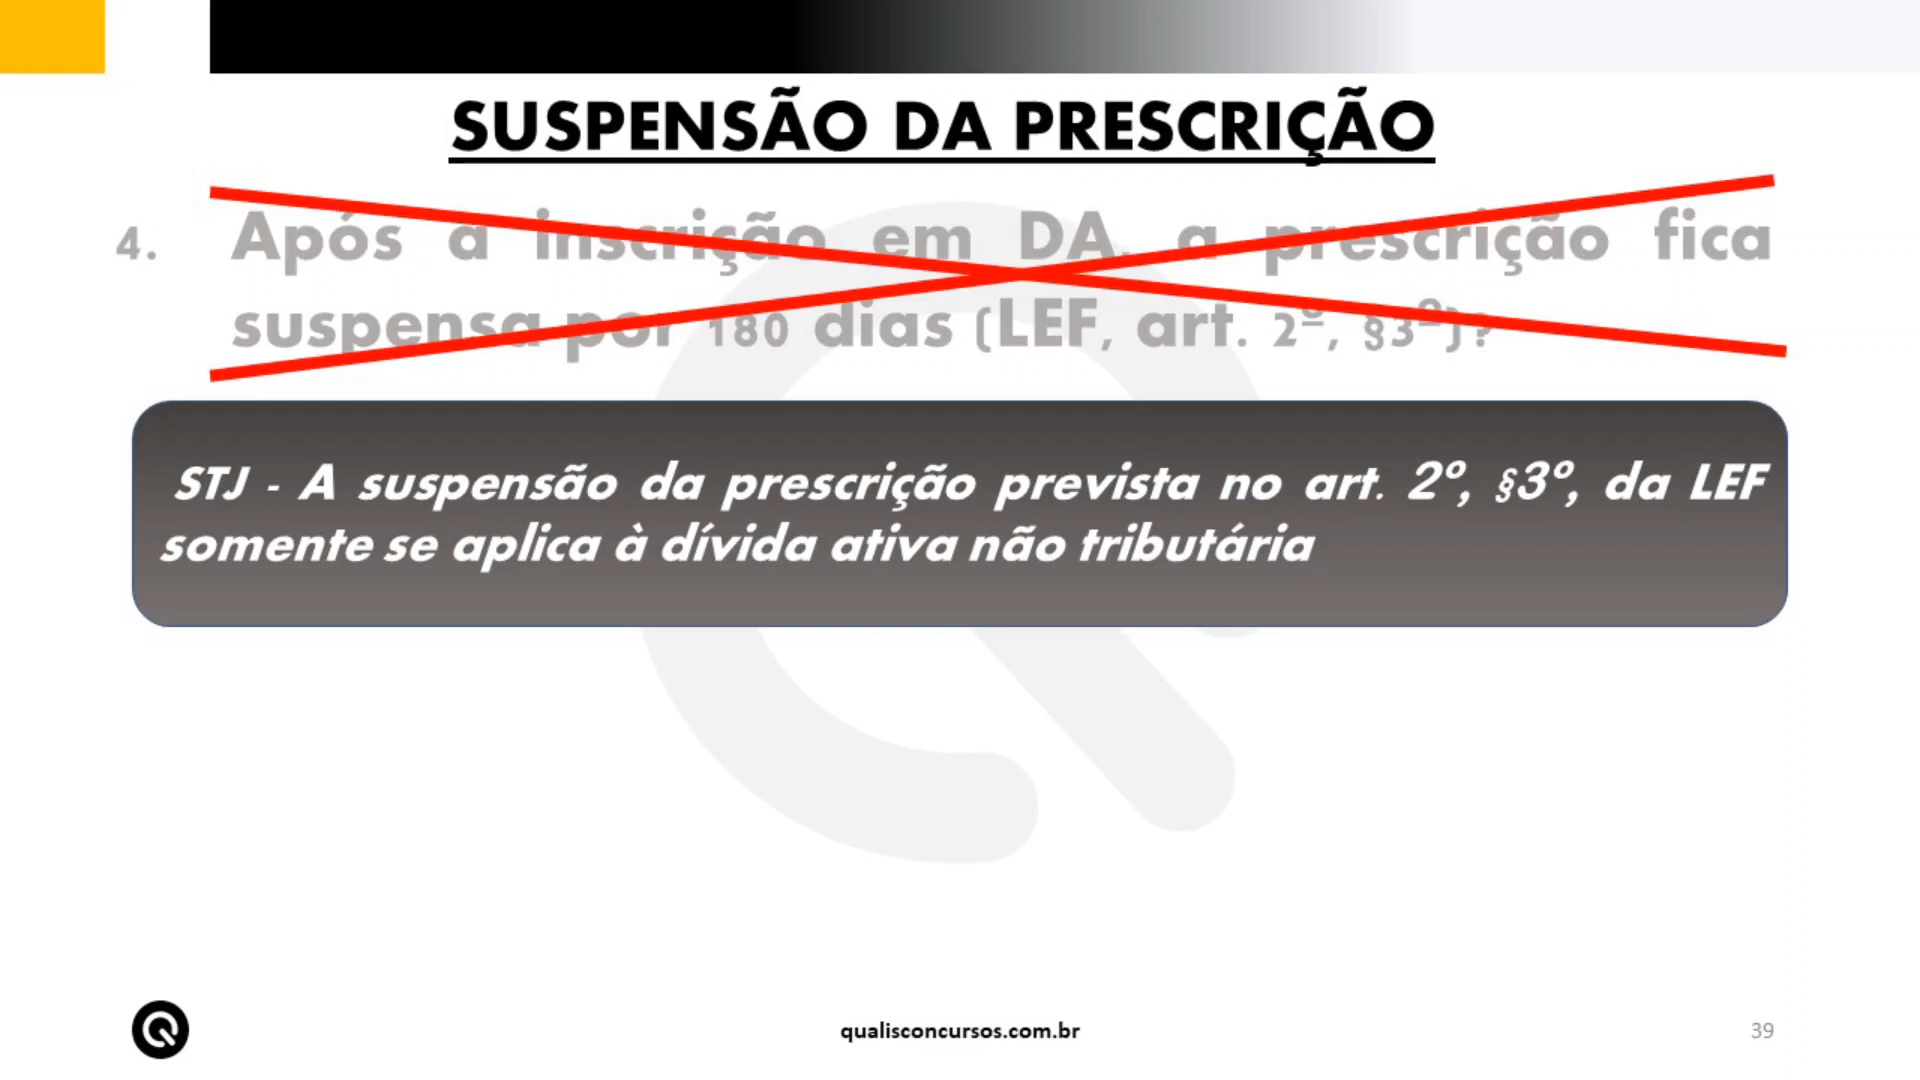 SUSPENSÃO DA PRESCRIÇÃO
4. Após a inscrição em DA, a prescrição fica
suspensa por 180 dias (LEF, art. 2º, §3º)?
STJ - A suspensão da prescrição prevista no art. 2º, §3º, da LEF
somente se aplica à dívida ativa não tributária
qualisconcursos.com.br
39